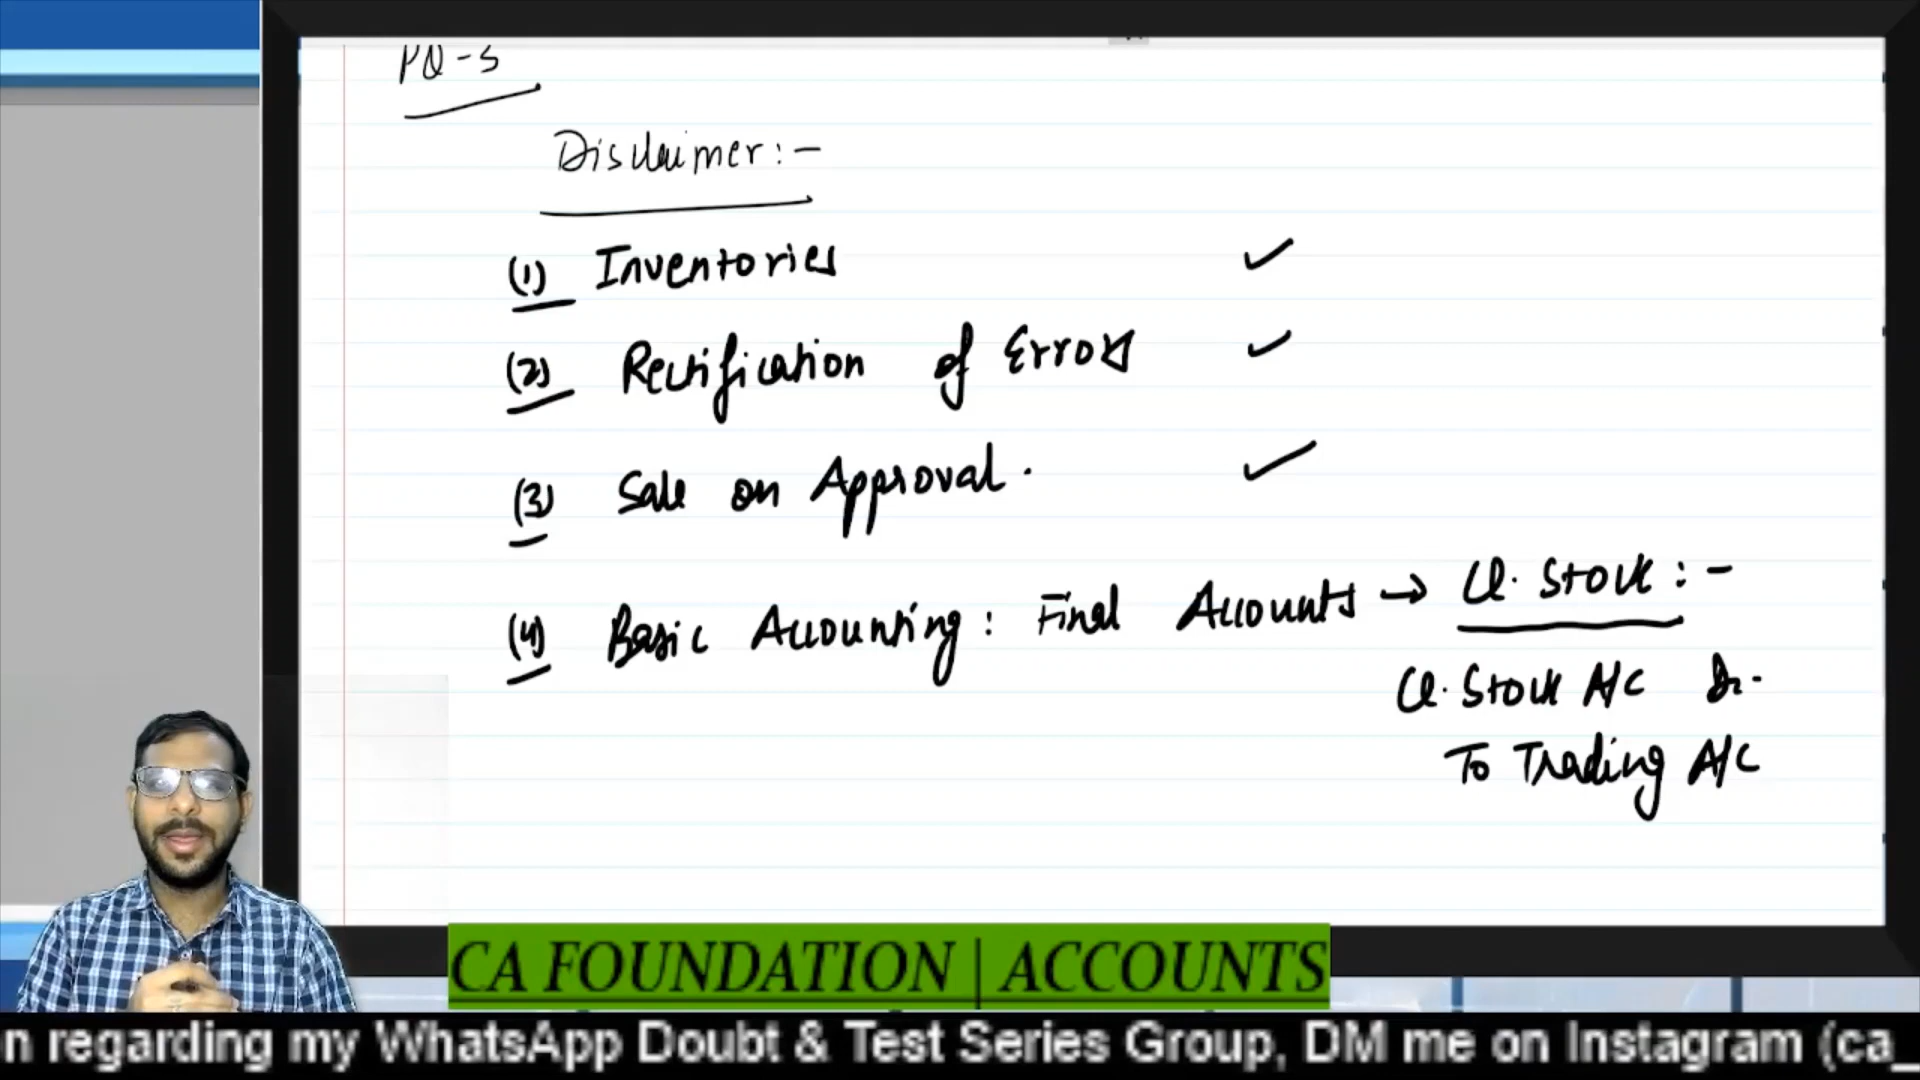 PQ-5
Disclaimer:-
(1) Inventories ✓
(2) Rectification of Errors ✓
(3) Sale on Approval. ✓
(4) Basic Accounting: Final Accounts → Cl. Stock:-
Cl. Stock A/C Dr.
To Trading A/C
CA FOUNDATION | ACCOUNTS
n regarding my WhatsApp Doubt & Test Series Group, DM me on Instagram (ca_